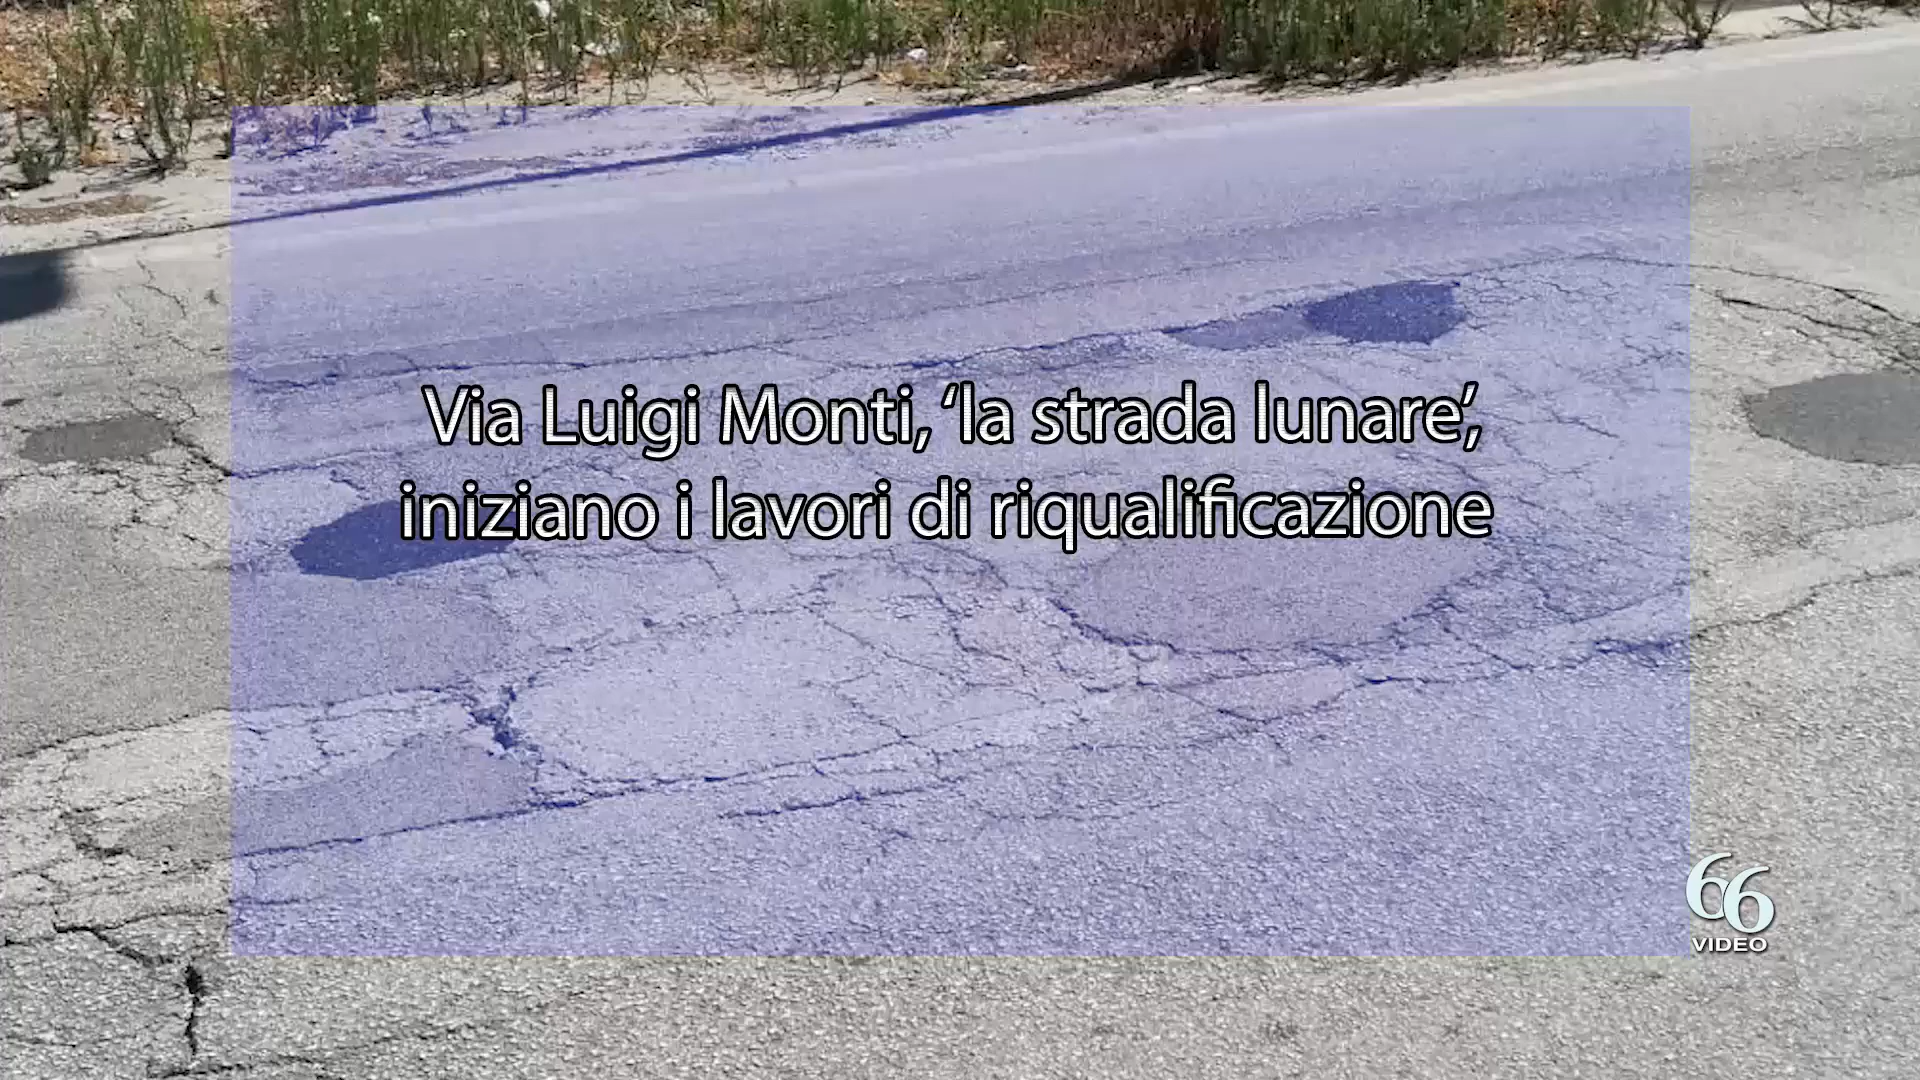 Via Luigi Monti, ‘la strada lunare’,
iniziano i lavori di riqualificazione
66
VIDEO